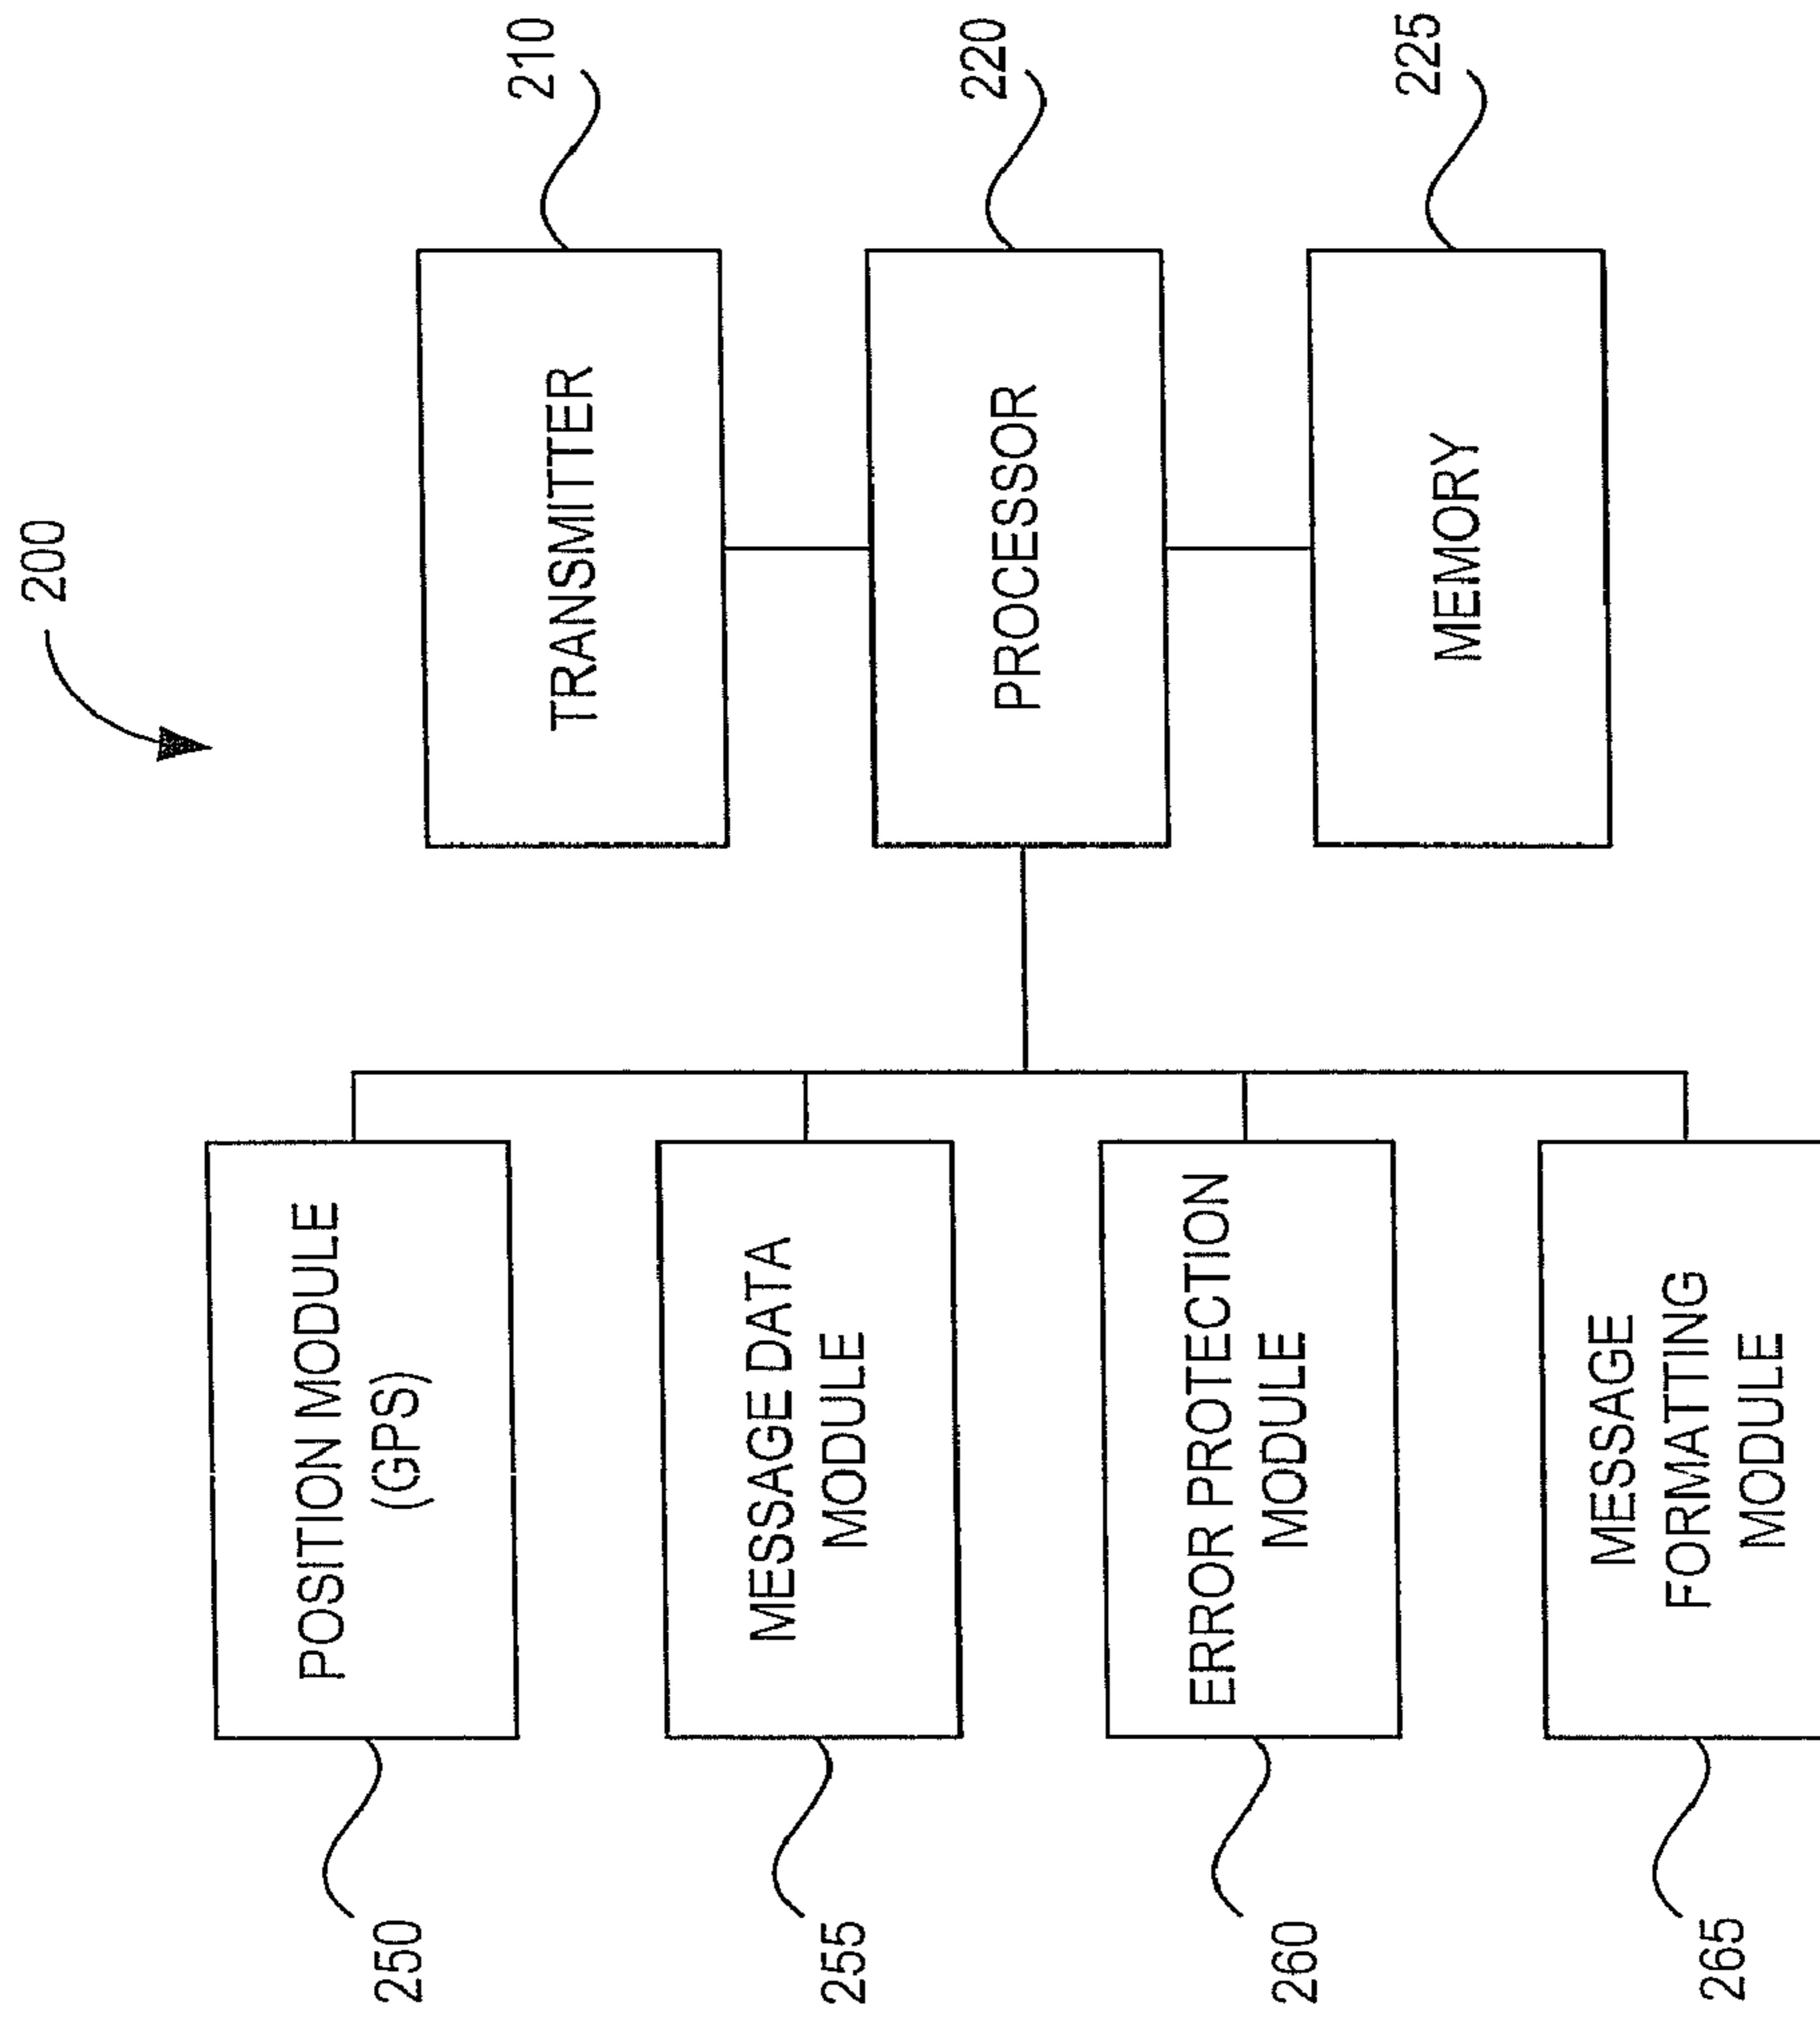 200
TRANSMITTER
210
PROCESSOR
220
MEMORY
225
POSITION MODULE
(GPS)
250
MESSAGE DATA
MODULE
255
ERROR PROTECTION
MODULE
260
MESSAGE
FORMATTING
MODULE
265